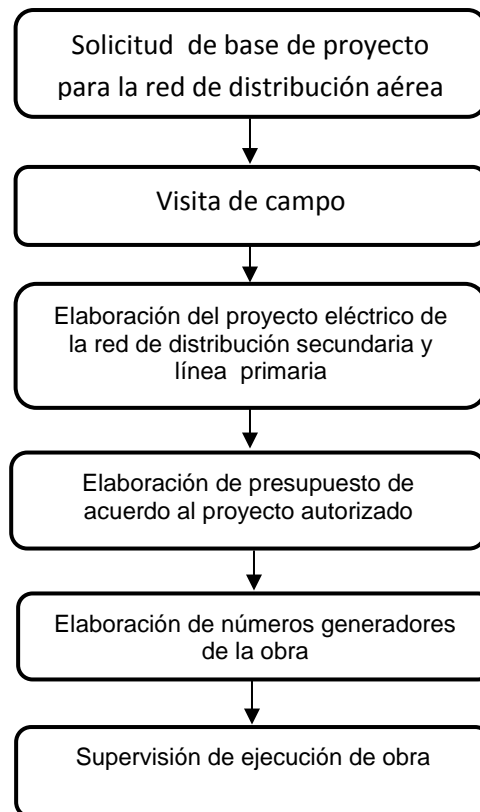 Solicitud de base de proyecto
para la red de distribución aérea
Visita de campo
Elaboración del proyecto eléctrico de
la red de distribución secundaria y
línea primaria
Elaboración de presupuesto de
acuerdo al proyecto autorizado
Elaboración de números generadores
de la obra
Supervisión de ejecución de obra